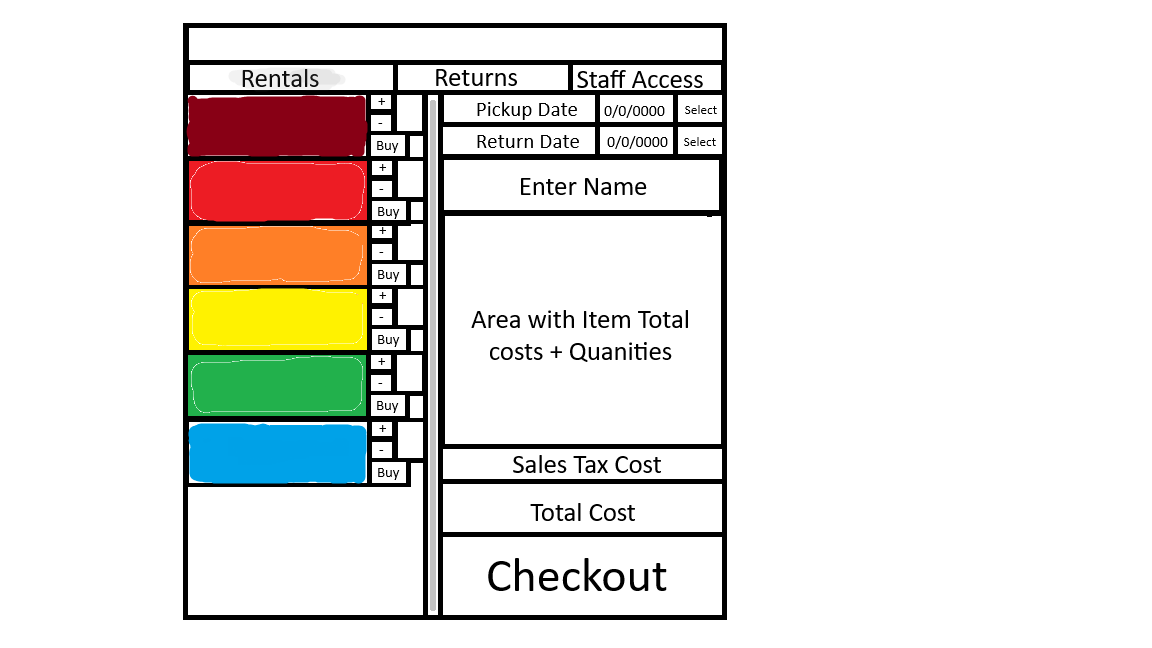 Rentals
Returns
Staff Access
+
-
Buy
+
-
Buy
+
-
Buy
+
-
Buy
+
-
Buy
+
-
Buy
Pickup Date
0/0/0000
Select
Return Date
0/0/0000
Select
Enter Name
Area with Item Total
costs + Quanities
Sales Tax Cost
Total Cost
Checkout